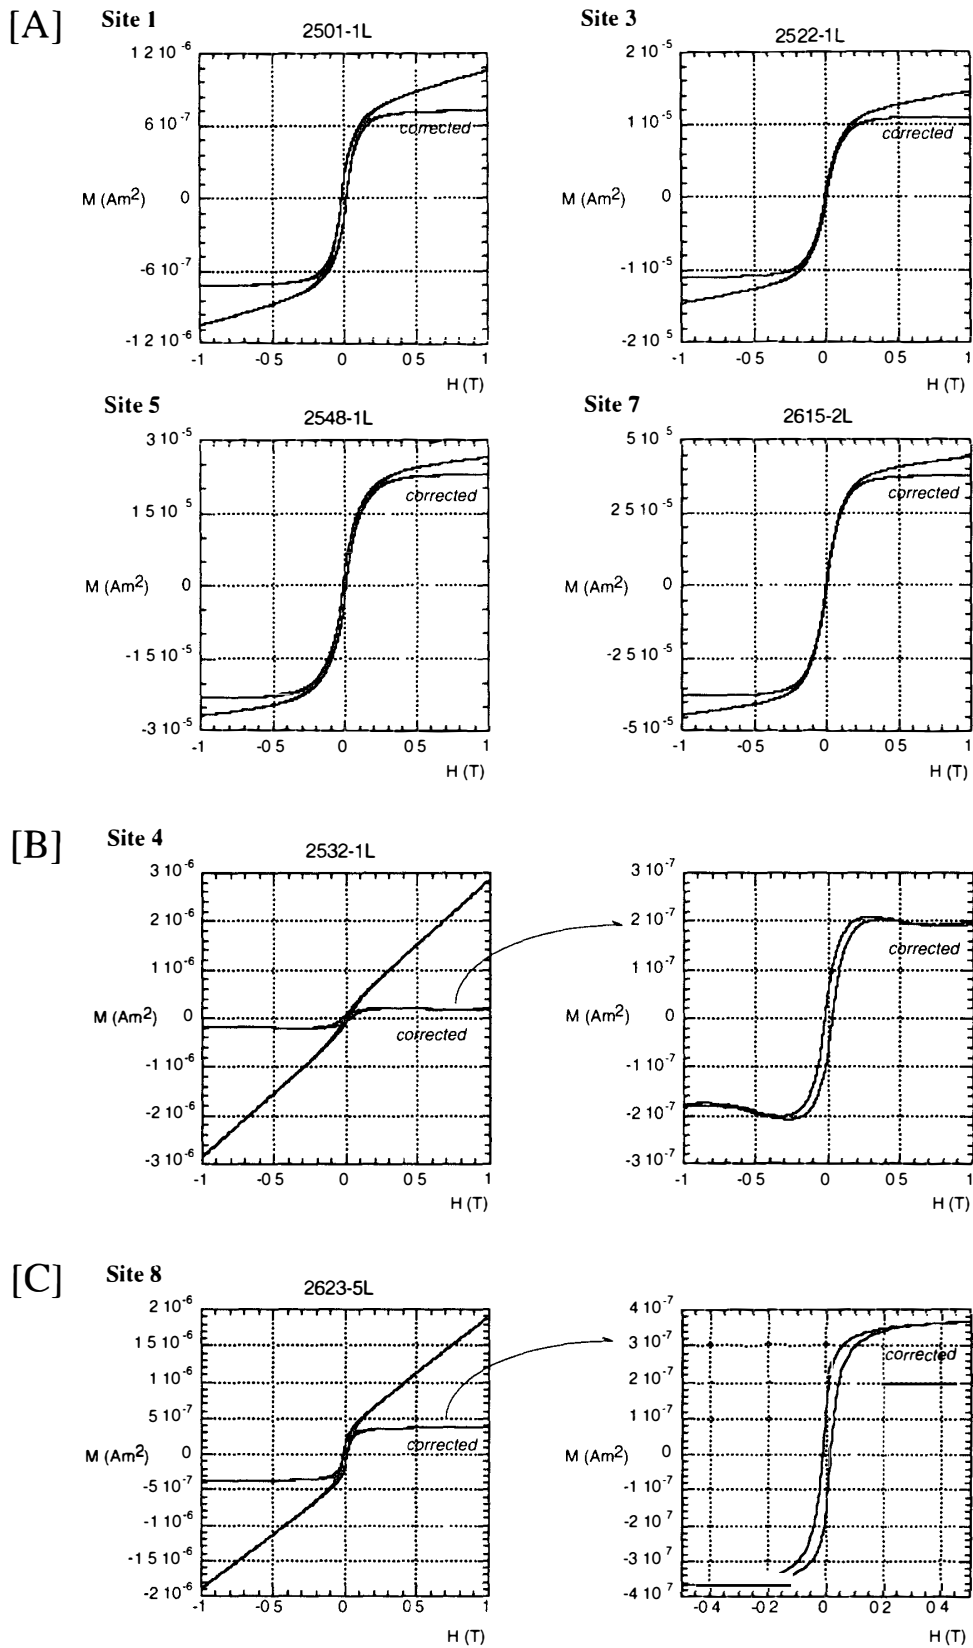 [A] Site 1 Site 3
2501-1L 2522-1L
1 2 10-6 2 10-5
6 10-7 corrected 1 10-5 corrected
M (Am2) 0 M (Am2) 0
-6 10-7 -1 10-5
-1 2 10-6 -2 10 5
-1 -0 5 0 0 5 1 -1 -0 5 0 0 5 1
H (T) H (T)
Site 5 Site 7
2548-1L 2615-2L
3 10-5 5 10 5
corrected corrected
1 5 10 5 2 5 10-5
M (Am2) 0 M (Am2) 0
-1 5 10-5 -2 5 10-5
-3 10-5 -5 10-5
-1 -0 5 0 0 5 1 -1 -0 5 0 0 5 1
H (T) H (T)
[B] Site 4
2532-1L
3 10-6 3 10-7
2 10-6 2 10-7
corrected
1 10-6 1 10-7
M (Am2) 0 M (Am2) 0
corrected
-1 10-6 -1 10-7
-2 10-6 -2 10-7
-3 10-6 -3 10-7
-1 -0 5 0 0 5 1 -1 -0 5 0 0 5 1
H (T) H (T)
[C] Site 8
2623-5L
2 10-6 4 10-7
1 5 10-6 3 10-7
corrected
1 10-6 2 10-7
5 10-7 1 10-7
corrected
M (Am2) 0 M (Am2) 0
-5 10-7 -1 10-7
-1 10-6 -2 10 7
-1 5 10-6 -3 10 7
-2 10-6 -4 10 7
-1 -0 5 0 0 5 1 -0 4 -0.2 0 0 2 0 4
H (T) H (T)